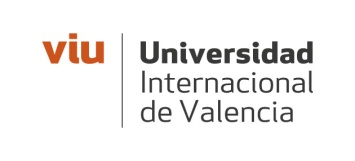 viu
Universidad
Internacional
de Valencia